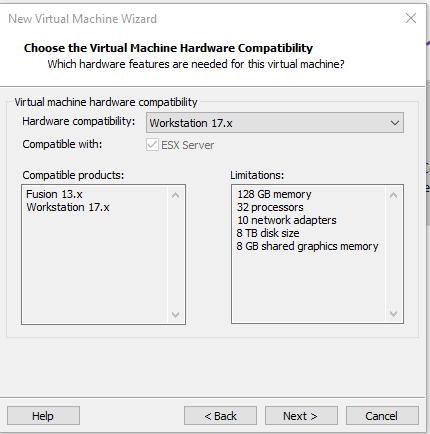 New Virtual Machine Wizard
Choose the Virtual Machine Hardware Compatibility
Which hardware features are needed for this virtual machine?
Virtual machine hardware compatibility
Hardware compatibility: Workstation 17.x
Compatible with: ESX Server
Compatible products: Limitations:
Fusion 13.x 128 GB memory
Workstation 17.x 32 processors
10 network adapters
8 TB disk size
8 GB shared graphics memory
Help < Back Next > Cancel